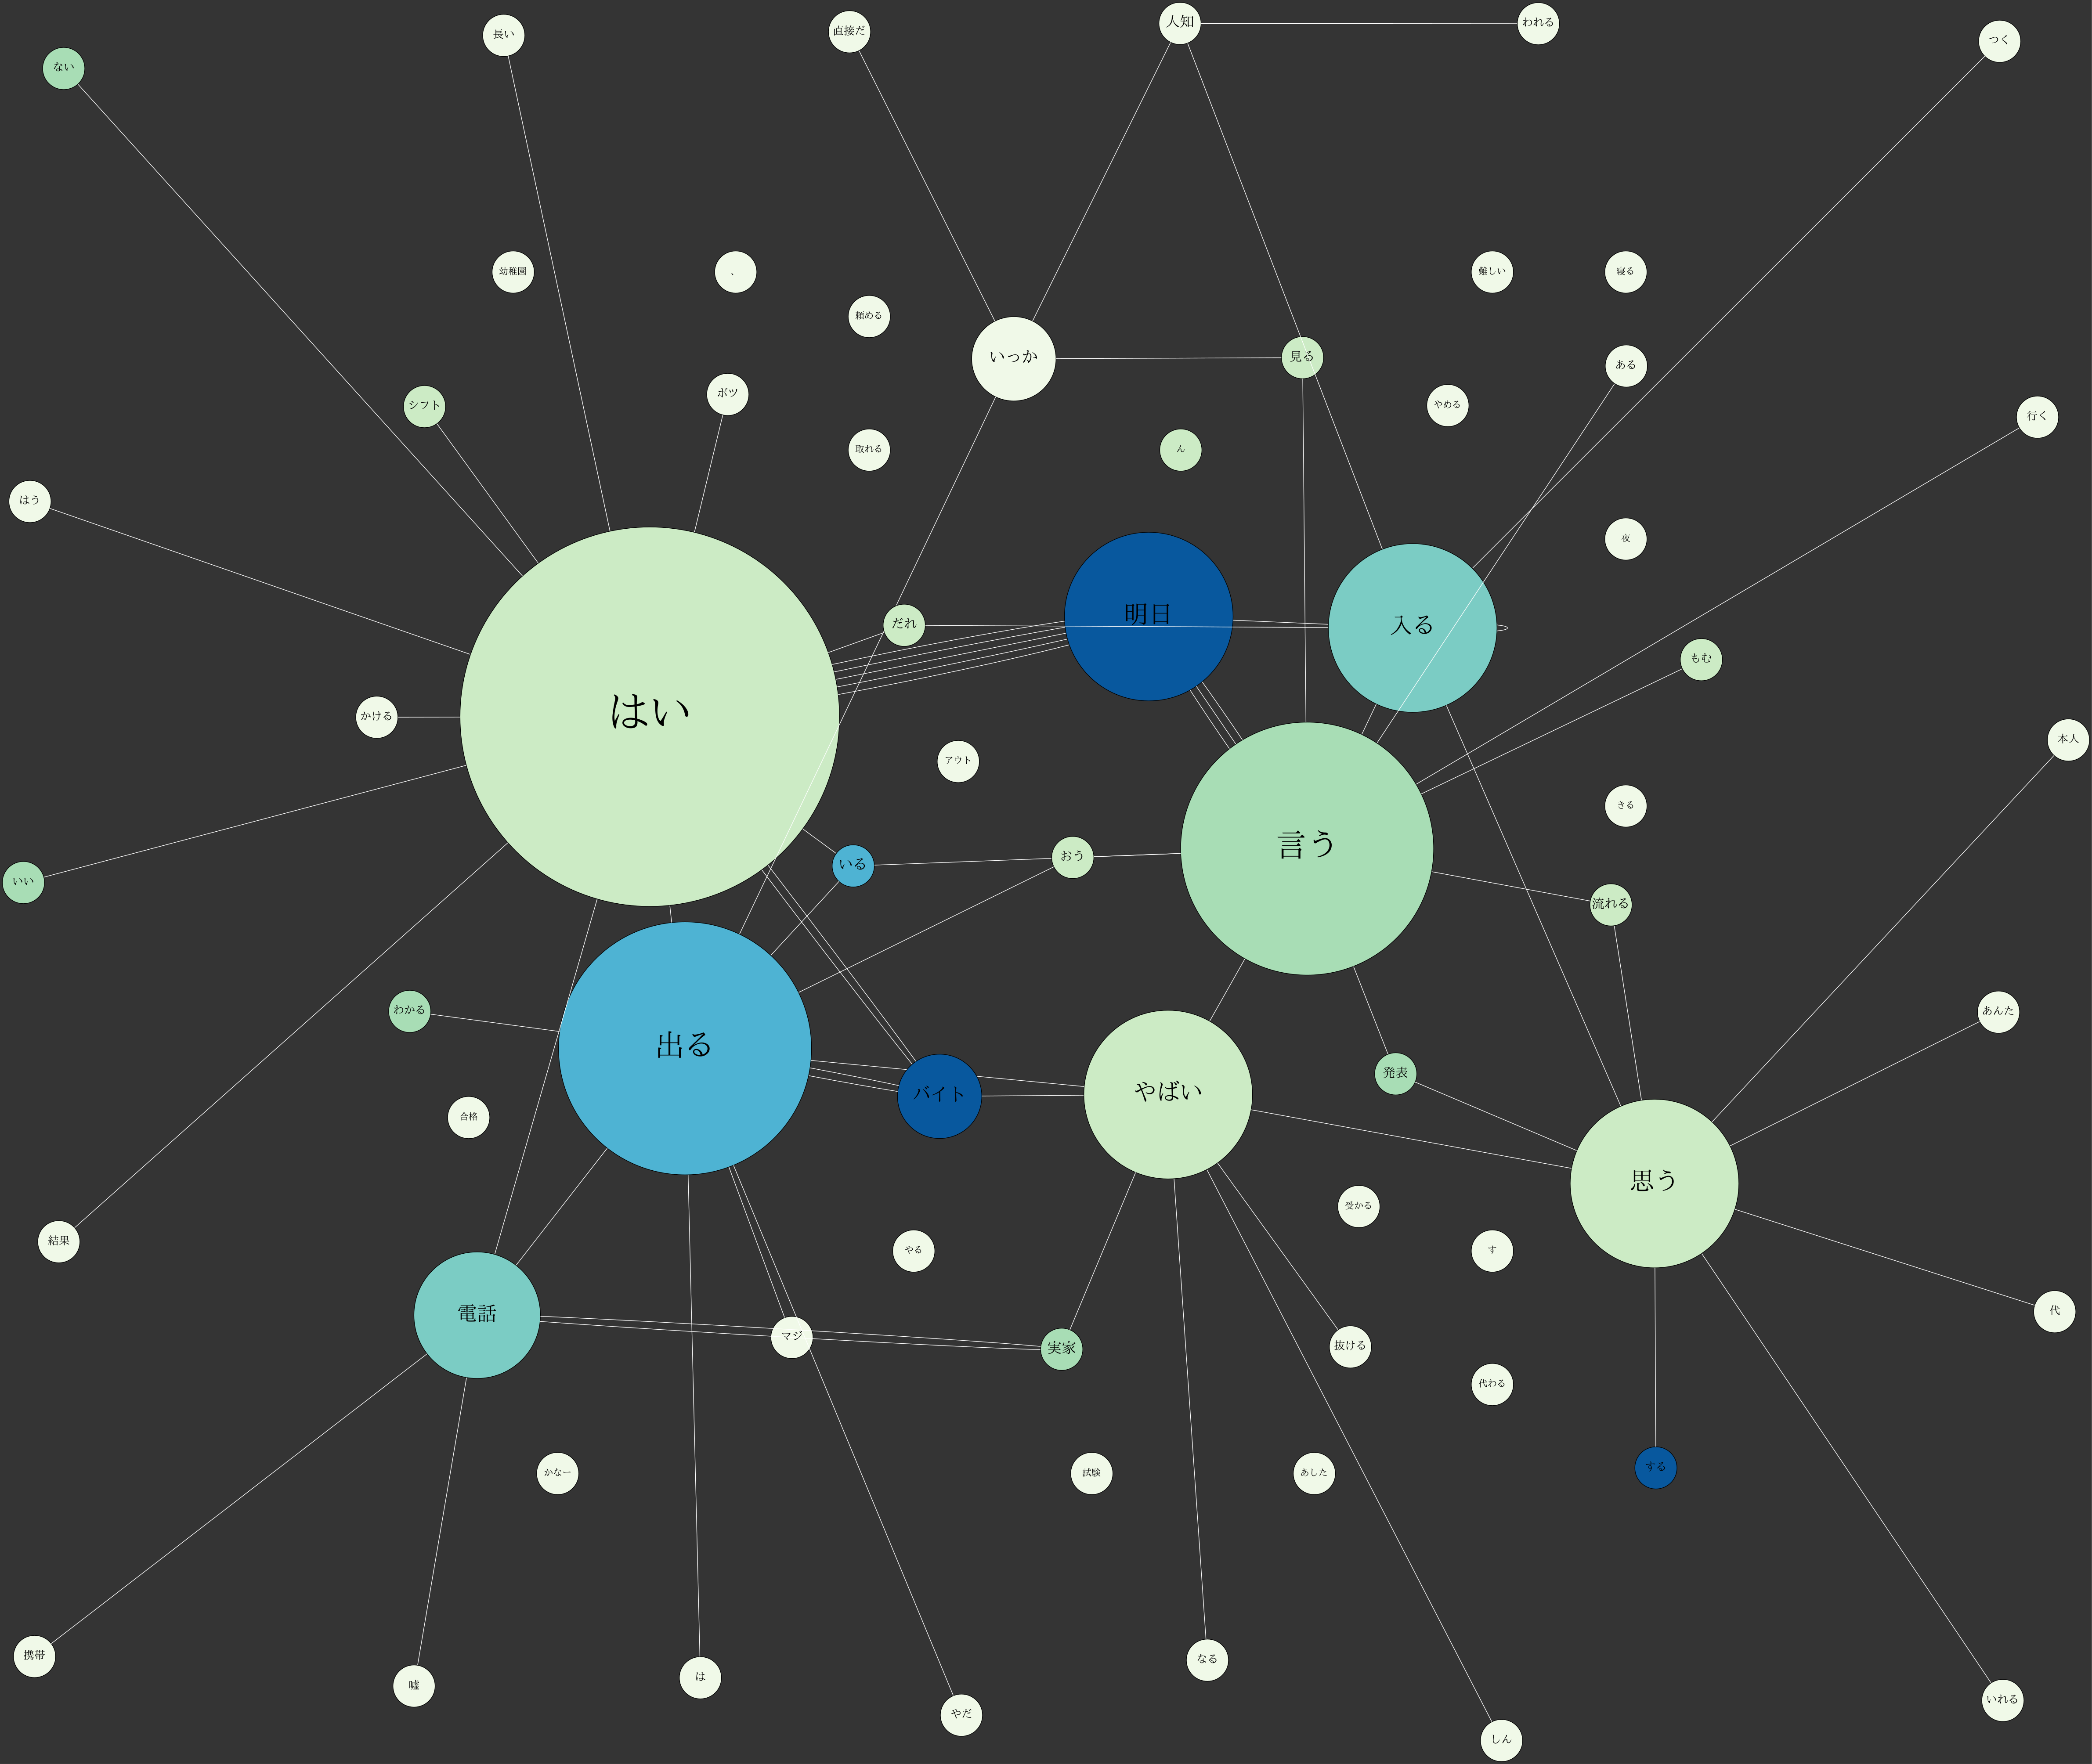 人知
われる
直接だ
長い
つく
ない
幼稚園
、
難しい
寝る
頼める
いっか
見る
ある
ボツ
シフト
やめる
行く
取れる
ん
はう
夜
明日
だれ
入る
もむ
はい
かける
本人
アウト
きる
言う
おう
いる
いい
流れる
わかる
あんた
出る
発表
バイト
やばい
合格
思う
受かる
結果
やる
す
代
電話
マジ
実家
抜ける
代わる
する
かなー
試験
あした
携帯
なる
は
嘘
いれる
やだ
しん